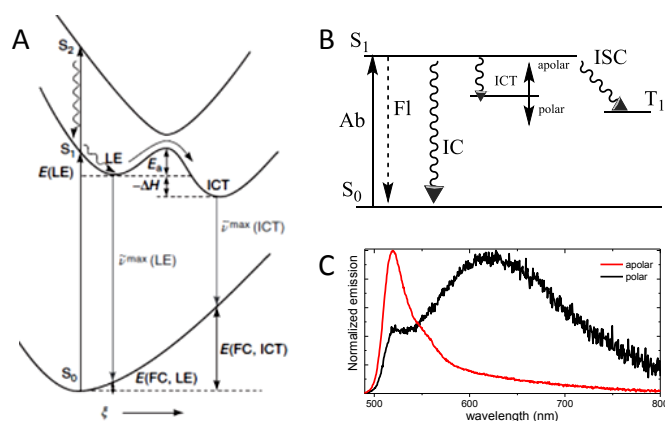 A
S₂
S₁
LE
Eₐ
E(LE)
−ΔH
ICT
ν̃ᵐᵃˣ(ICT)
ν̃ᵐᵃˣ(LE)
E(FC, ICT)
S₀
E(FC, LE)
ξ
B
S₁
apolar
ISC
ICT
T₁
polar
Ab
Fl
IC
S₀
C
Normalized emission
apolar
polar
500 600 700 800
wavelength (nm)